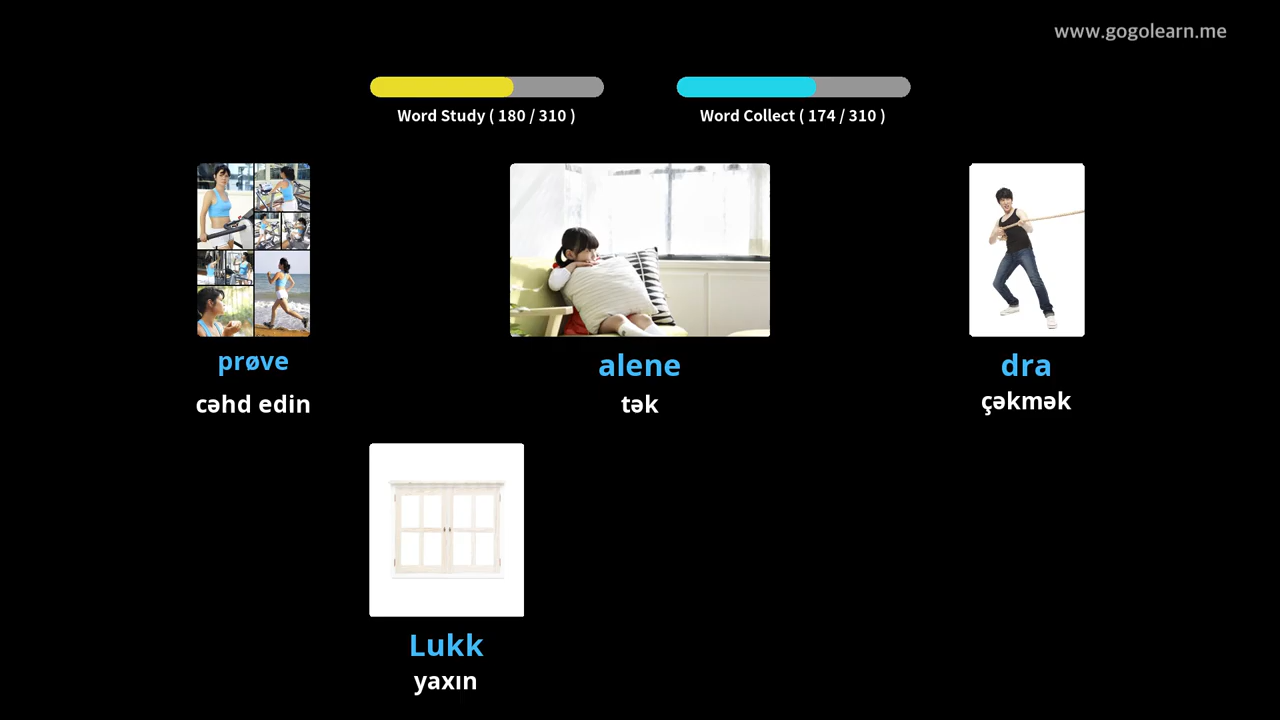 www.gogolearn.me
Word Study ( 180 / 310 )
Word Collect ( 174 / 310 )
prøve
cəhd edin
alene
tək
dra
çəkmək
Lukk
yaxın